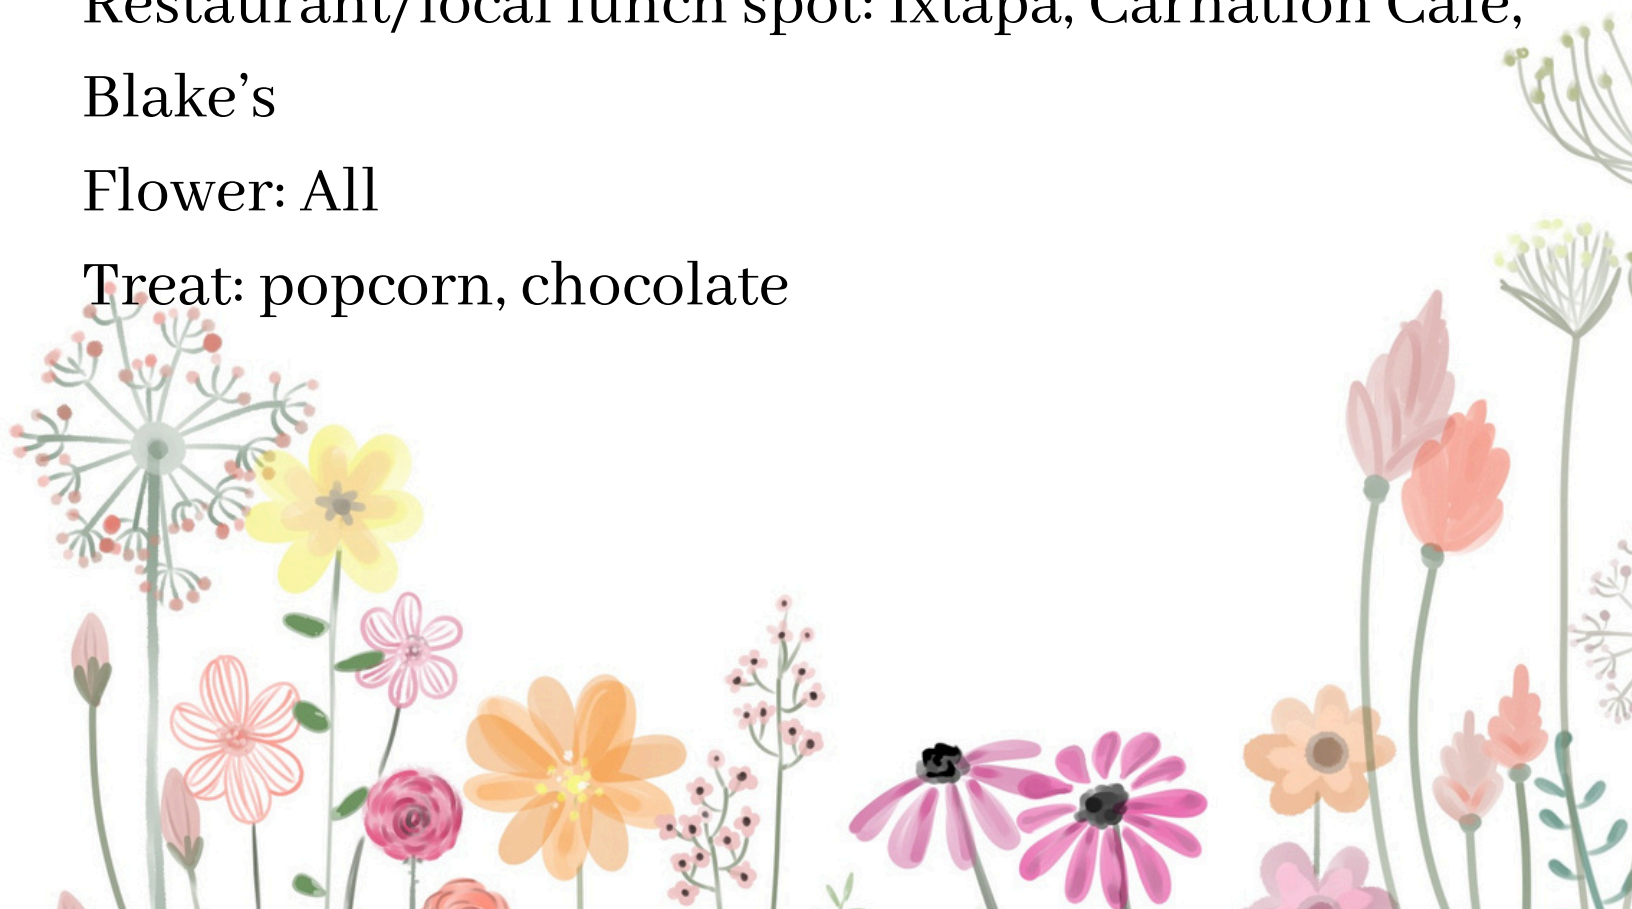 Restaurant/local lunch spot: Ixtapa, Carnation Cafe,
Blake’s
Flower: All
Treat: popcorn, chocolate